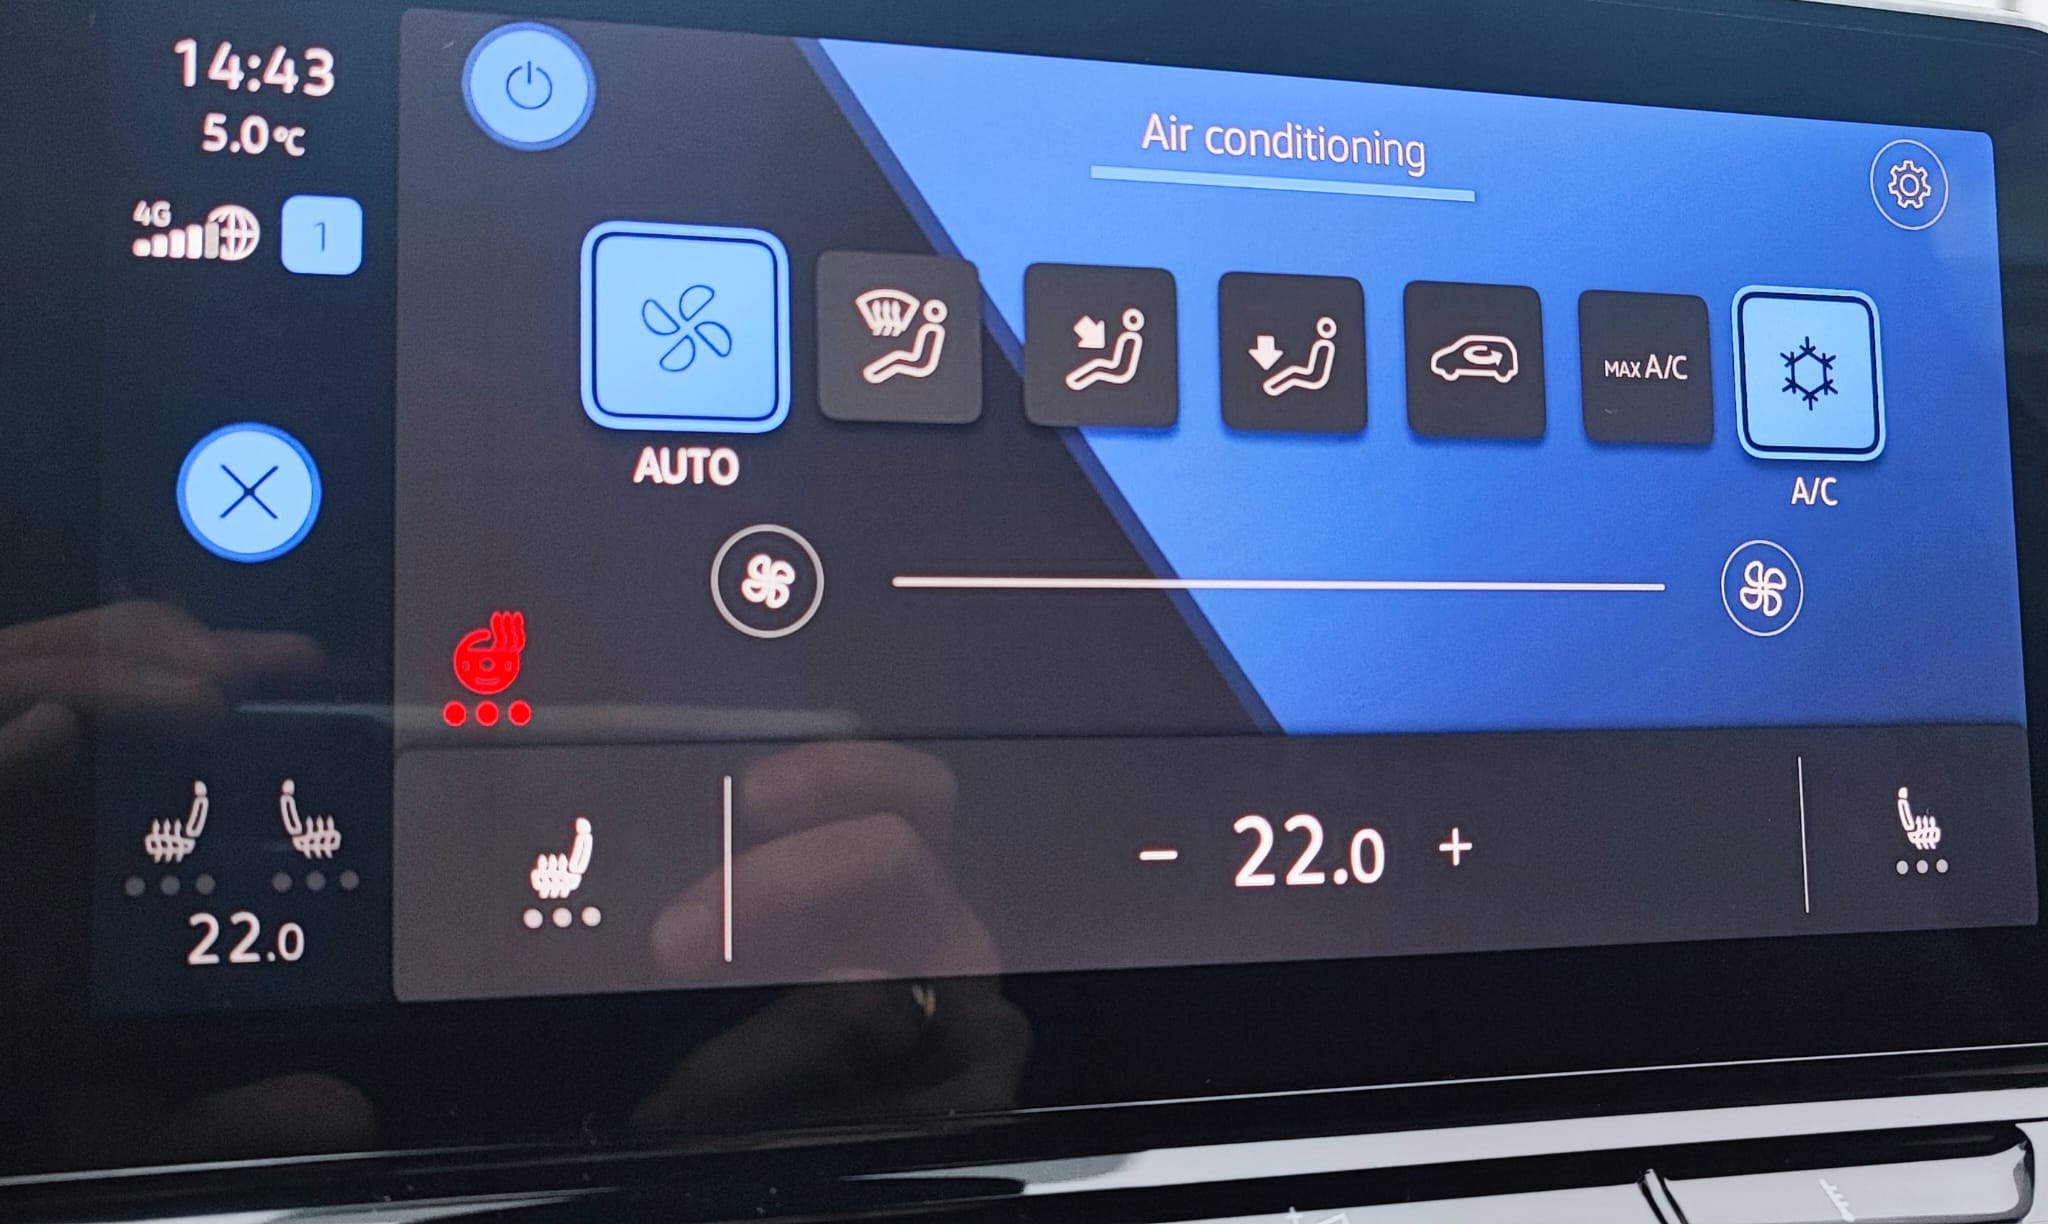 14:43
5.0°C
4G
1
Air conditioning
MAX A/C
AUTO
A/C
- 22.0 +
22.0